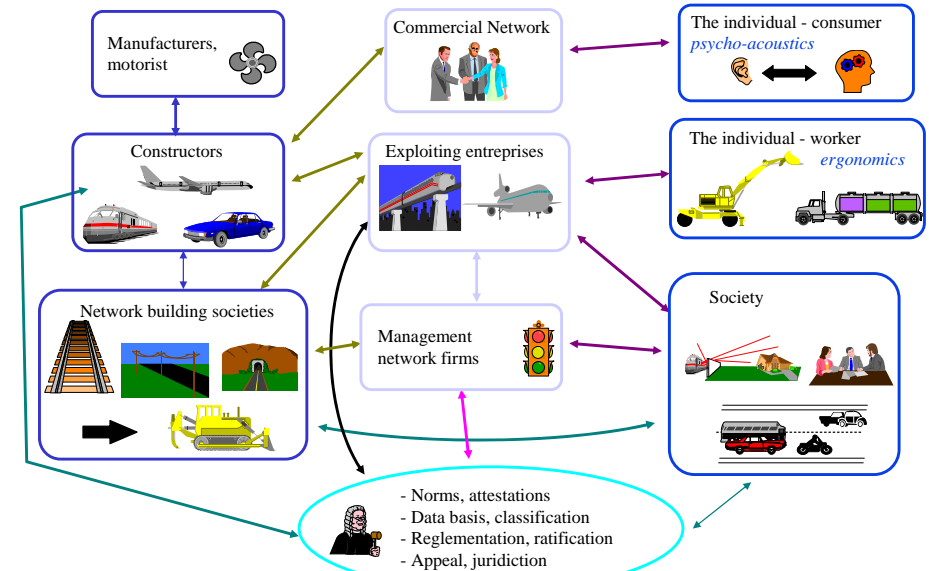 Manufacturers,
motorist
Commercial Network
The individual - consumer
psycho-acoustics
Constructors
Exploiting entreprises
The individual - worker
ergonomics
Network building societies
Management
network firms
Society
- Norms, attestations
- Data basis, classification
- Reglementation, ratification
- Appeal, juridiction